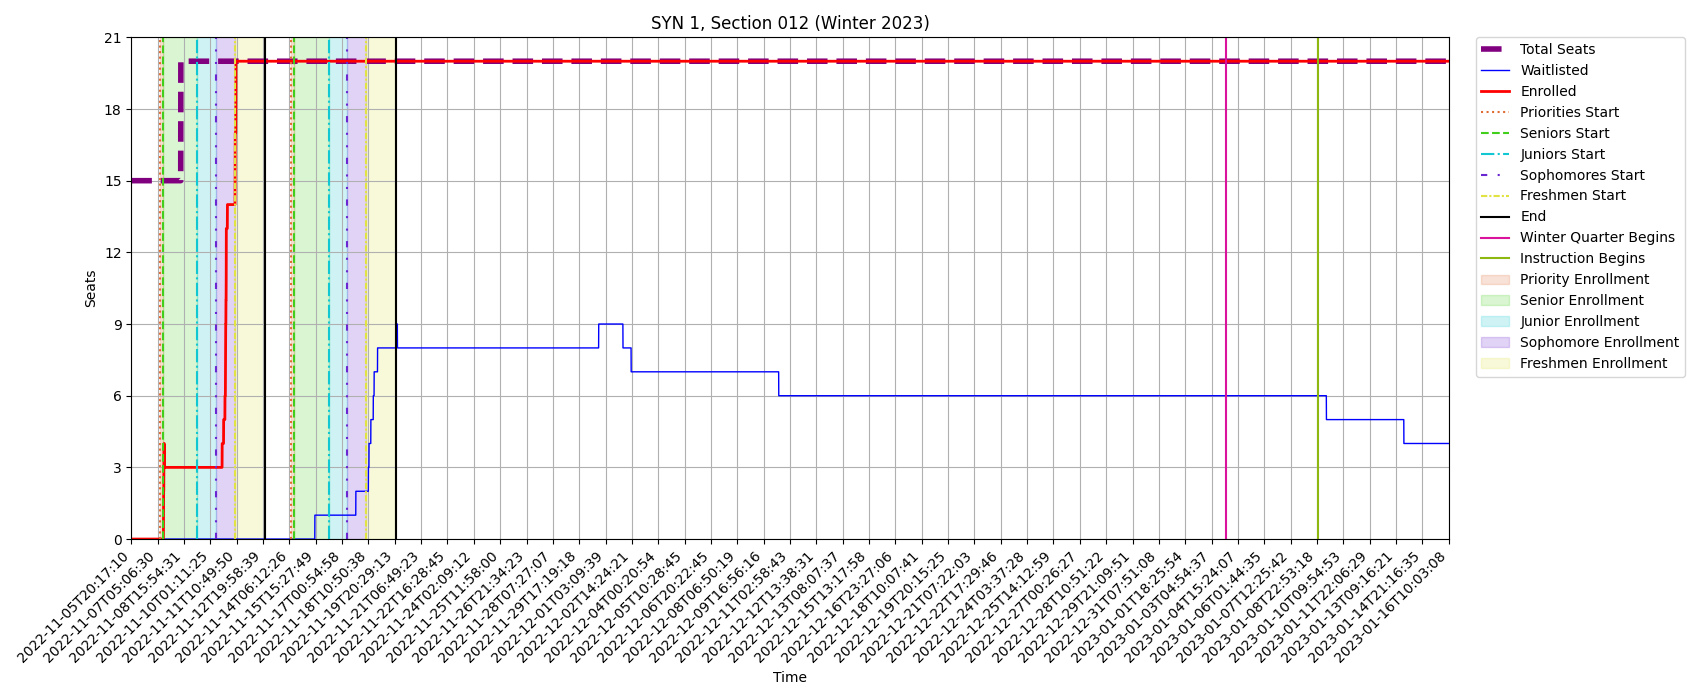 SYN 1, Section 012 (Winter 2023)
21
18
15
12
9
6
3
0
Seats
2022-11-05T20:17:10
2022-11-07T05:06:30
2022-11-08T15:54:31
2022-11-10T01:11:25
2022-11-11T10:49:50
2022-11-12T19:58:39
2022-11-14T06:12:26
2022-11-15T15:27:49
2022-11-17T00:54:58
2022-11-18T10:50:38
2022-11-19T20:29:13
2022-11-21T06:49:23
2022-11-22T16:28:45
2022-11-24T02:09:12
2022-11-25T11:58:00
2022-11-26T21:34:23
2022-11-28T07:27:07
2022-11-29T17:19:18
2022-12-01T03:09:39
2022-12-02T14:24:21
2022-12-04T00:20:54
2022-12-05T10:28:45
2022-12-06T20:22:45
2022-12-08T06:50:19
2022-12-09T16:56:16
2022-12-11T02:58:43
2022-12-12T12:38:31
2022-12-13T08:07:37
2022-12-15T13:17:58
2022-12-16T23:27:06
2022-12-18T10:07:41
2022-12-19T20:15:25
2022-12-21T07:22:03
2022-12-22T17:29:46
2022-12-24T03:37:28
2022-12-25T14:12:59
2022-12-27T00:26:27
2022-12-28T10:51:22
2022-12-29T21:09:51
2022-12-31T07:51:08
2023-01-01T18:25:54
2023-01-03T04:54:37
2023-01-04T15:24:07
2023-01-06T01:44:35
2023-01-07T12:25:42
2023-01-08T22:53:18
2023-01-10T09:54:53
2023-01-11T22:06:29
2023-01-13T09:16:21
2023-01-14T21:16:35
2023-01-16T10:03:08
Time
Total Seats
Waitlisted
Enrolled
Priorities Start
Seniors Start
Juniors Start
Sophomores Start
Freshmen Start
End
Winter Quarter Begins
Instruction Begins
Priority Enrollment
Senior Enrollment
Junior Enrollment
Sophomore Enrollment
Freshmen Enrollment